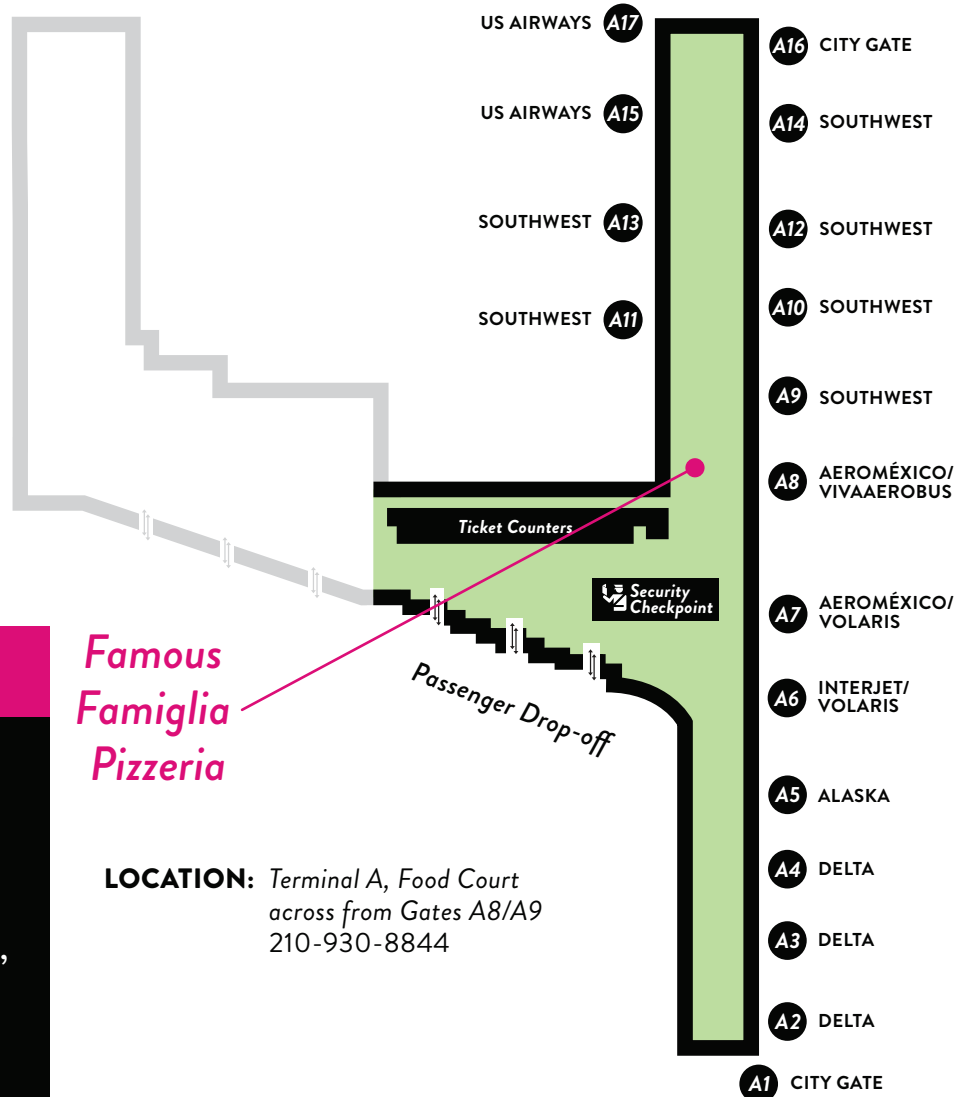 US AIRWAYS A17
A16 CITY GATE
US AIRWAYS A15
A14 SOUTHWEST
SOUTHWEST A13
A12 SOUTHWEST
A10 SOUTHWEST
SOUTHWEST A11
A9 SOUTHWEST
A8 AEROMÉXICO/
VIVAAEROBUS
Ticket Counters
Security
Checkpoint
A7 AEROMÉXICO/
VOLARIS
A6 INTERJET/
VOLARIS
Passenger Drop-off
Famous
Famiglia
Pizzeria
A5 ALASKA
A4 DELTA
LOCATION: Terminal A, Food Court
across from Gates A8/A9
210-930-8844
A3 DELTA
,
A2 DELTA
A1 CITY GATE